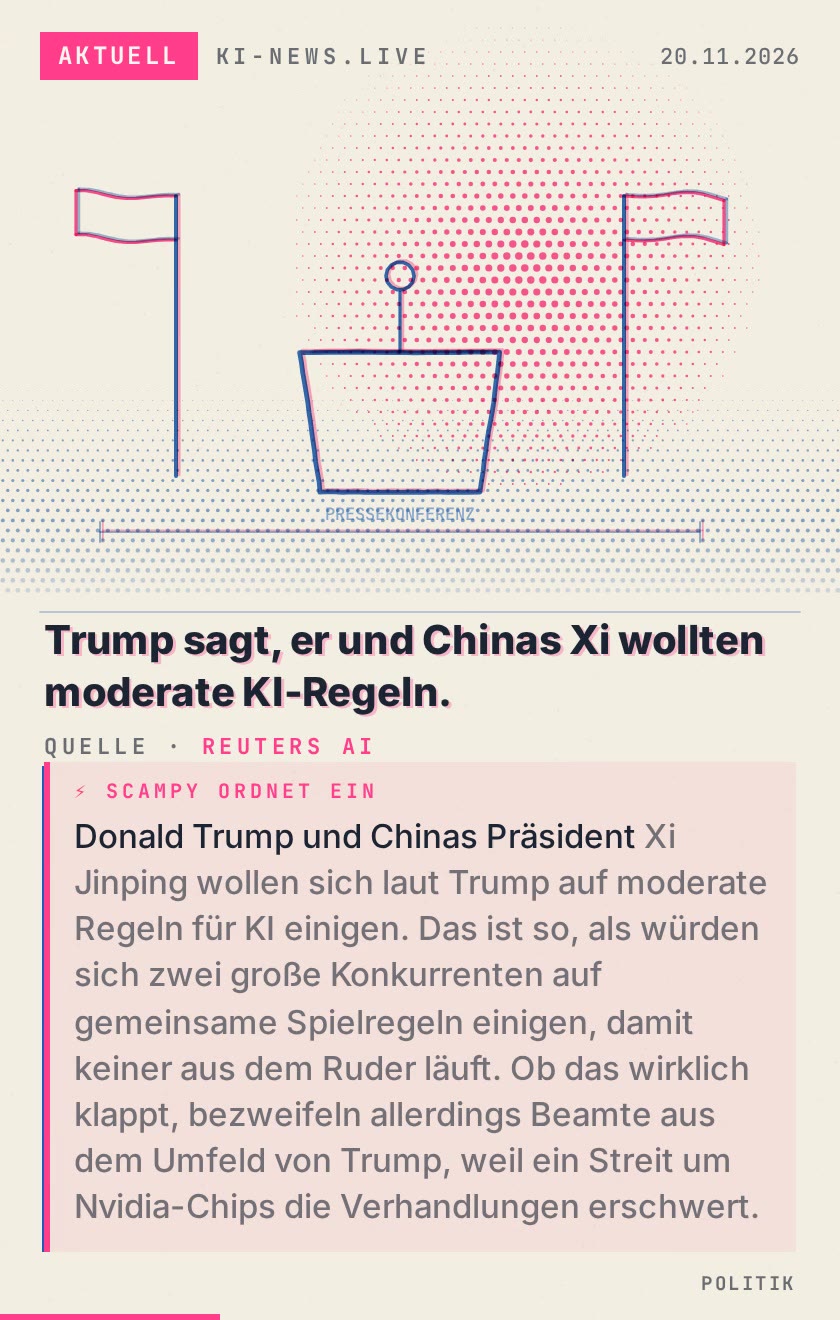 AKTUELL KI-NEWS.LIVE 20.11.2026
PRESSEKONFERENZ
Trump sagt, er und Chinas Xi wollten
moderate KI-Regeln.
QUELLE · REUTERS AI
⚡ SCAMPY ORDNET EIN
Donald Trump und Chinas Präsident Xi
Jinping wollen sich laut Trump auf moderate
Regeln für KI einigen. Das ist so, als würden
sich zwei große Konkurrenten auf
gemeinsame Spielregeln einigen, damit
keiner aus dem Ruder läuft. Ob das wirklich
klappt, bezweifeln allerdings Beamte aus
dem Umfeld von Trump, weil ein Streit um
Nvidia-Chips die Verhandlungen erschwert.
POLITIK